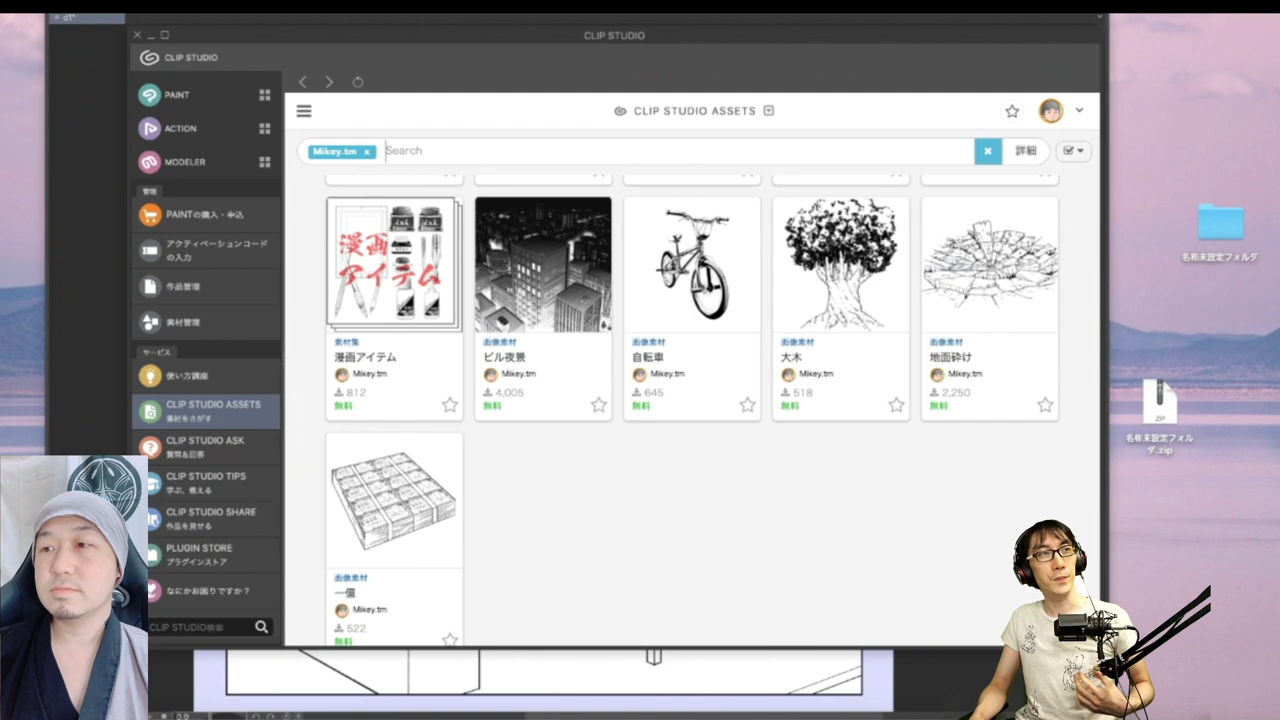 d1*
CLIP STUDIO
CLIP STUDIO
PAINT
ACTION
MODELER
管理
PAINTの購入・申込
アクティベーションコード
の入力
作品管理
素材管理
サービス
使い方講座
CLIP STUDIO ASSETS
素材をさがす
CLIP STUDIO ASK
質問&回答
CLIP STUDIO TIPS
学ぶ、教える
CLIP STUDIO SHARE
作品を見せる
PLUGIN STORE
プラグインストア
なにかお困りですか？
CLIP STUDIO検索
CLIP STUDIO ASSETS
Mikey.tm x
Search
詳細
漫画
アイテム
素材集
漫画アイテム
Mikey.tm
812
無料
画像素材
ビル夜景
Mikey.tm
4,005
無料
画像素材
自転車
Mikey.tm
645
無料
画像素材
大木
Mikey.tm
518
無料
画像素材
地面砕け
Mikey.tm
2,250
無料
画像素材
一億
Mikey.tm
522
無料
名称未設定フォルダ
ZIP
名称未設定フォル
ダ.zip
0.0